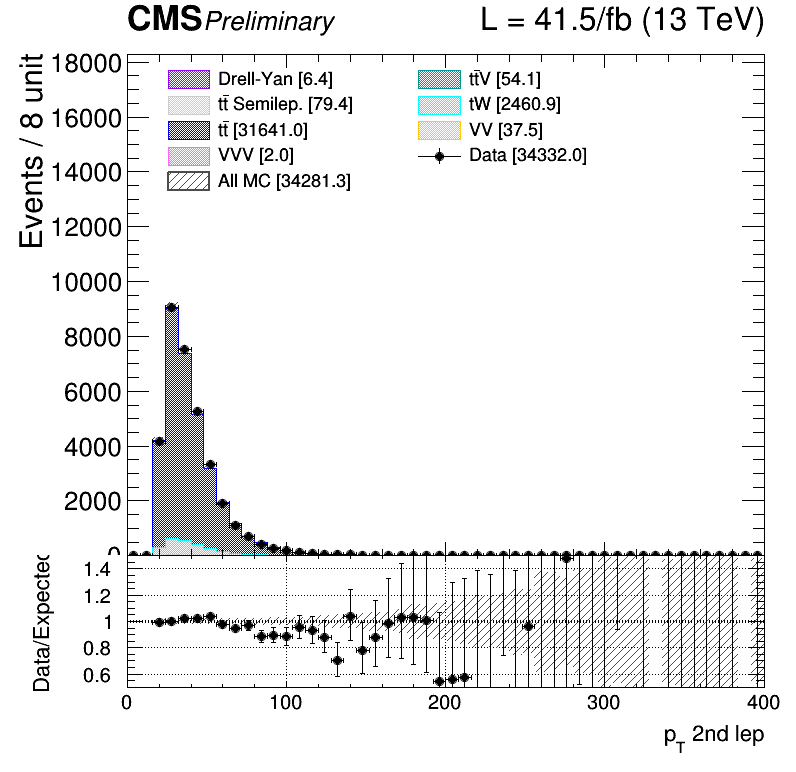 CMS Preliminary L = 41.5/fb (13 TeV)
Events / 8 unit
18000
16000
14000
12000
10000
8000
6000
4000
2000
0
Drell-Yan [6.4]
tt̄ Semilep. [79.4]
tt̄ [31641.0]
VVV [2.0]
All MC [34281.3]
tt̄V [54.1]
tW [2460.9]
VV [37.5]
Data [34332.0]
Data/Expected
1.4
1.2
1
0.8
0.6
0 100 200 300 400
p_T 2nd lep